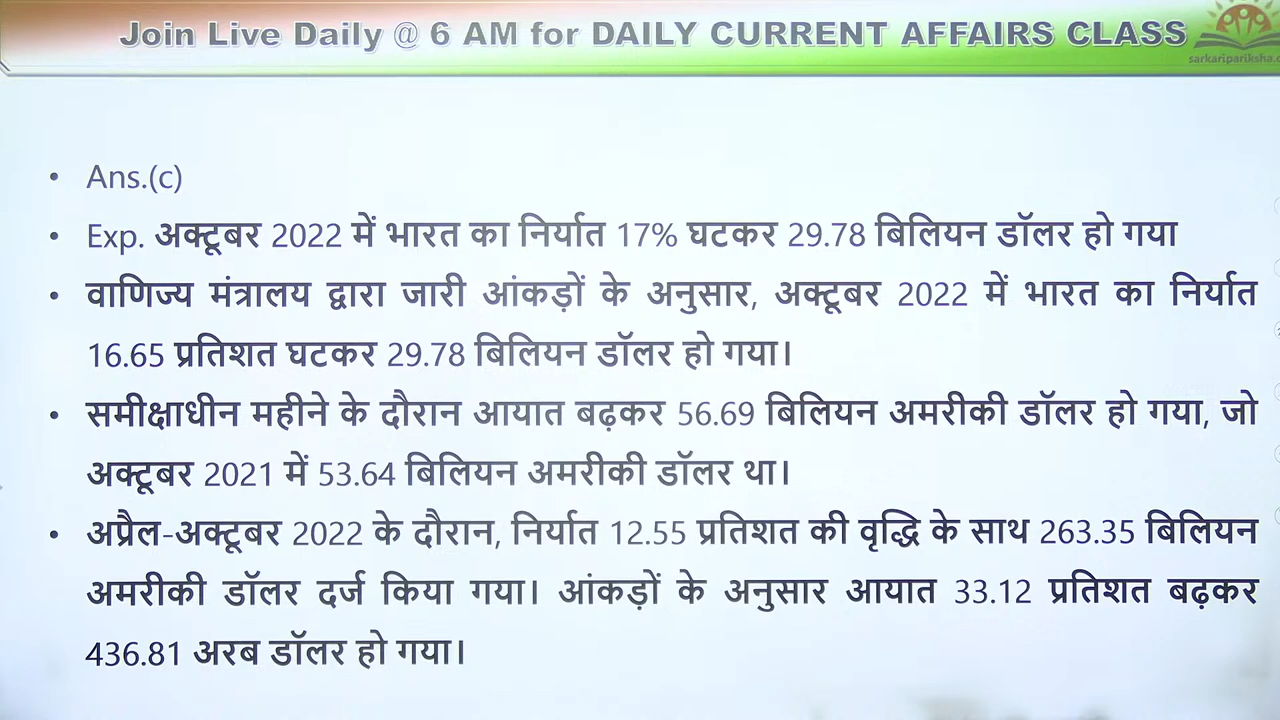 Join Live Daily @ 6 AM for DAILY CURRENT AFFAIRS CLASS
sarkaripariksha.c
• Ans.(c)
• Exp. अक्टूबर 2022 में भारत का निर्यात 17% घटकर 29.78 बिलियन डॉलर हो गया
• वाणिज्य मंत्रालय द्वारा जारी आंकड़ों के अनुसार, अक्टूबर 2022 में भारत का निर्यात
16.65 प्रतिशत घटकर 29.78 बिलियन डॉलर हो गया।
• समीक्षाधीन महीने के दौरान आयात बढ़कर 56.69 बिलियन अमरीकी डॉलर हो गया, जो
अक्टूबर 2021 में 53.64 बिलियन अमरीकी डॉलर था।
• अप्रैल-अक्टूबर 2022 के दौरान, निर्यात 12.55 प्रतिशत की वृद्धि के साथ 263.35 बिलियन
अमरीकी डॉलर दर्ज किया गया। आंकड़ों के अनुसार आयात 33.12 प्रतिशत बढ़कर
436.81 अरब डॉलर हो गया।